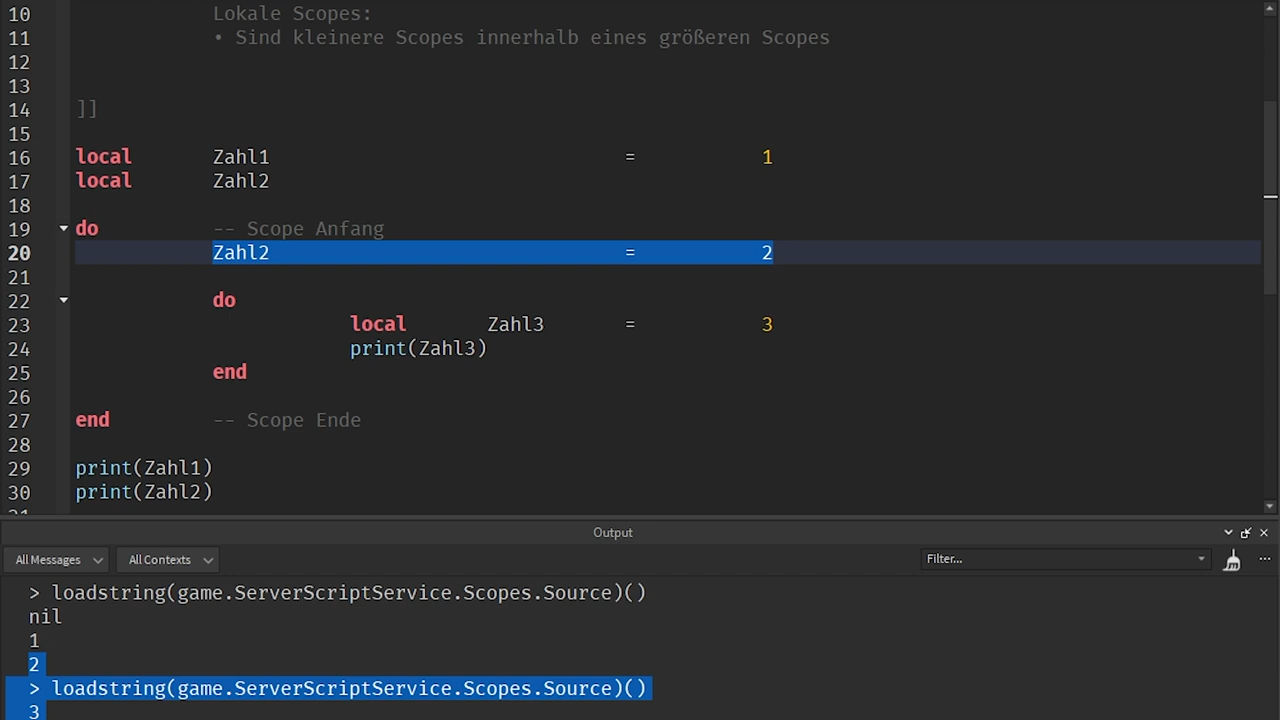 10 Lokale Scopes:
11 • Sind kleinere Scopes innerhalb eines größeren Scopes
12
13
14 ]]
15
16 local Zahl1 = 1
17 local Zahl2
18
19 do -- Scope Anfang
20 Zahl2 = 2
21
22 do
23 local Zahl3 = 3
24 print(Zahl3)
25 end
26
27 end -- Scope Ende
28
29 print(Zahl1)
30 print(Zahl2)
Output
All Messages All Contexts Filter... ...
> loadstring(game.ServerScriptService.Scopes.Source)()
nil
1
2
> loadstring(game.ServerScriptService.Scopes.Source)()
3